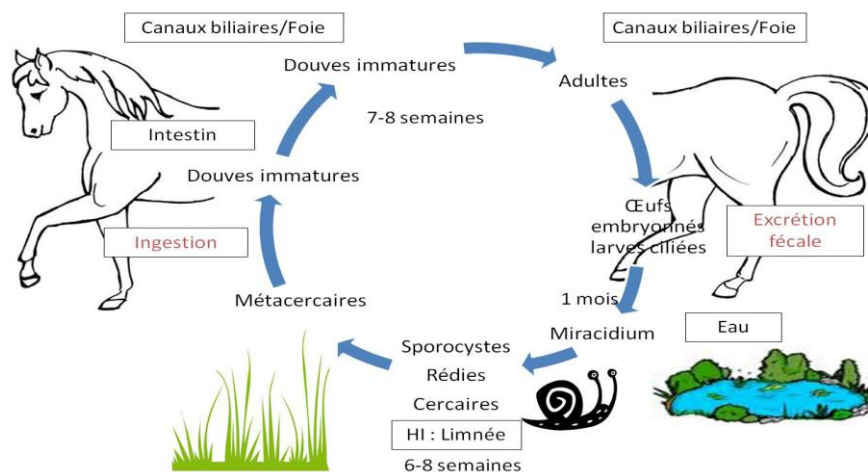 Canaux biliaires/Foie
Canaux biliaires/Foie
Douves immatures
Adultes
7-8 semaines
Intestin
Douves immatures
Œufs
embryonnés
larves ciliées
Excrétion
fécale
Ingestion
Métacercaires
1 mois
Miracidium
Eau
Sporocystes
Rédies
Cercaires
HI : Limnée
6-8 semaines